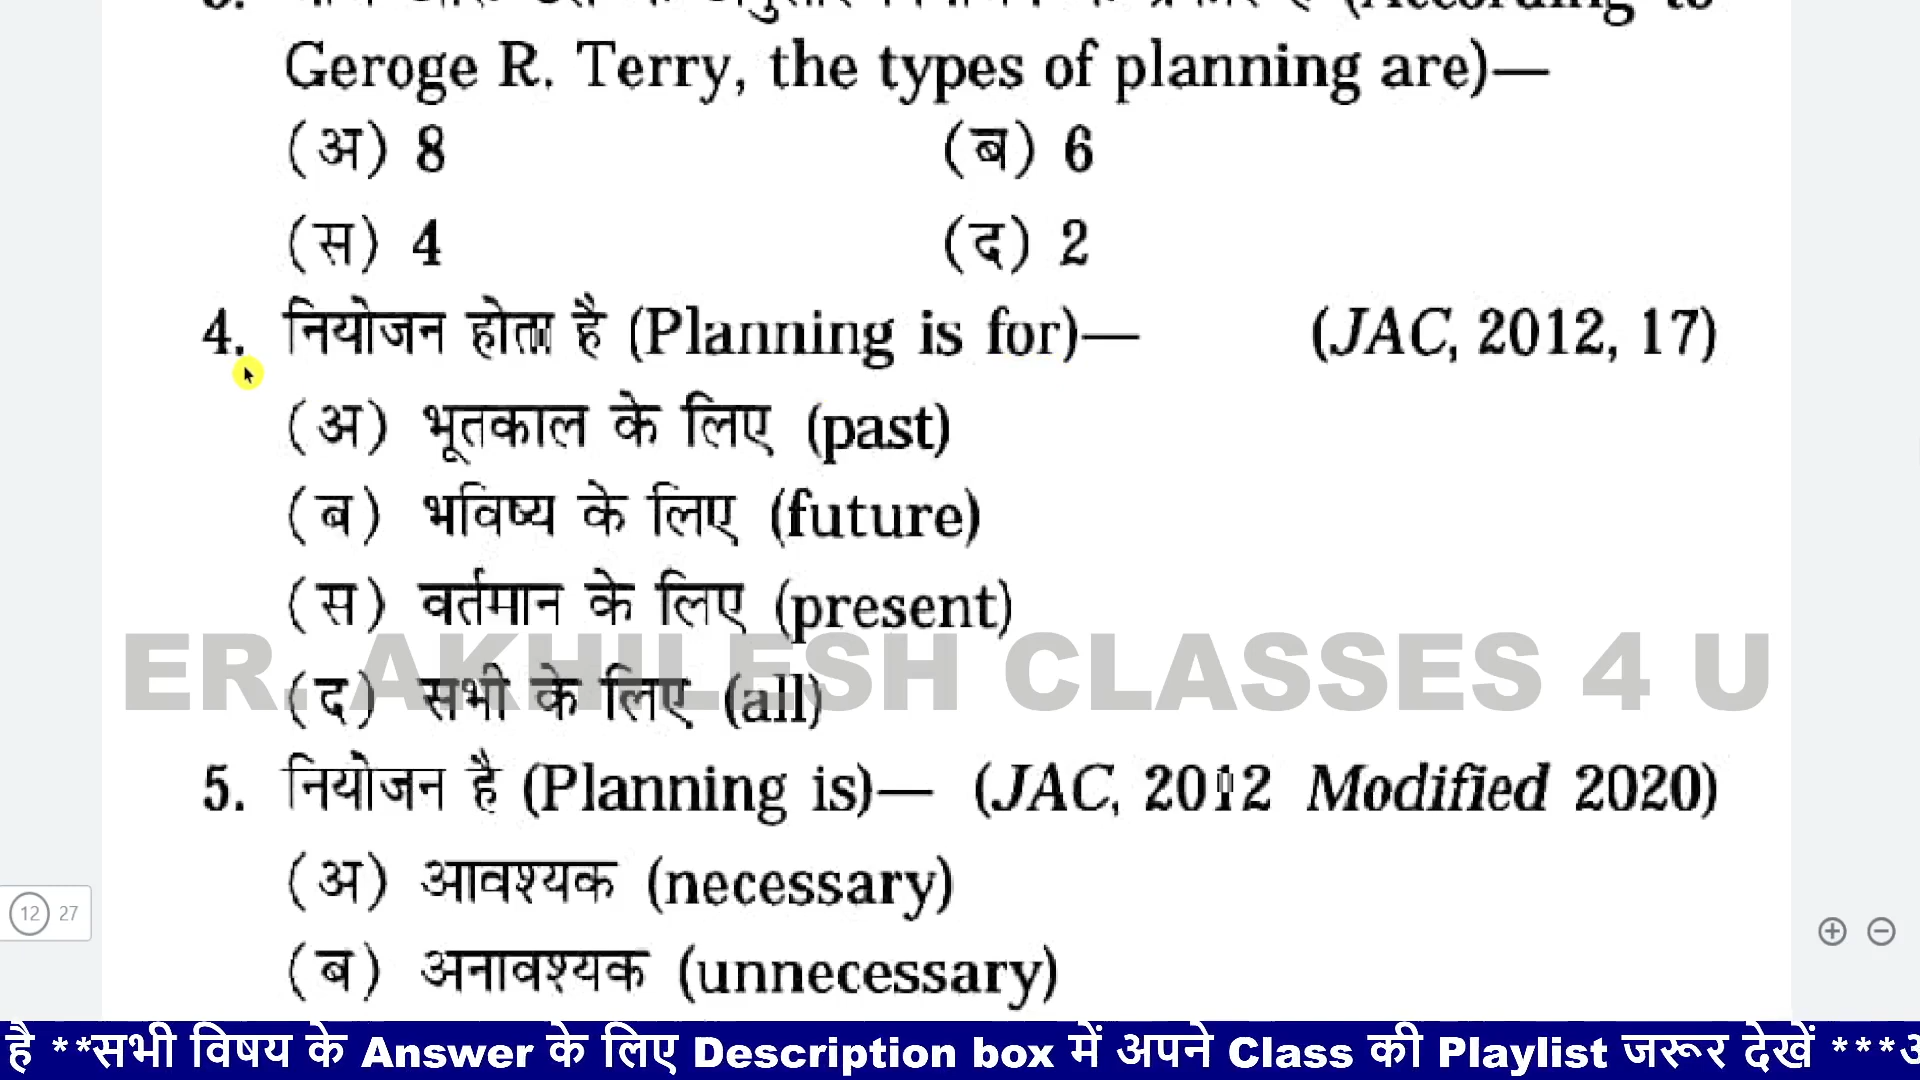 (According to
Geroge R. Terry, the types of planning are)—
(अ) 8 (ब) 6
(स) 4 (द) 2
4. नियोजन होता है (Planning is for)— (JAC, 2012, 17)
(अ) भूतकाल के लिए (past)
(ब) भविष्य के लिए (future)
(स) वर्तमान के लिए (present)
ER. AKHILESH CLASSES 4 U
(द) सभी के लिए (all)
5. नियोजन है (Planning is)— (JAC, 2012 Modified 2020)
(अ) आवश्यक (necessary)
12 27
(ब) अनावश्यक (unnecessary)
है **सभी विषय के Answer के लिए Description box में अपने Class की Playlist जरूर देखें ***